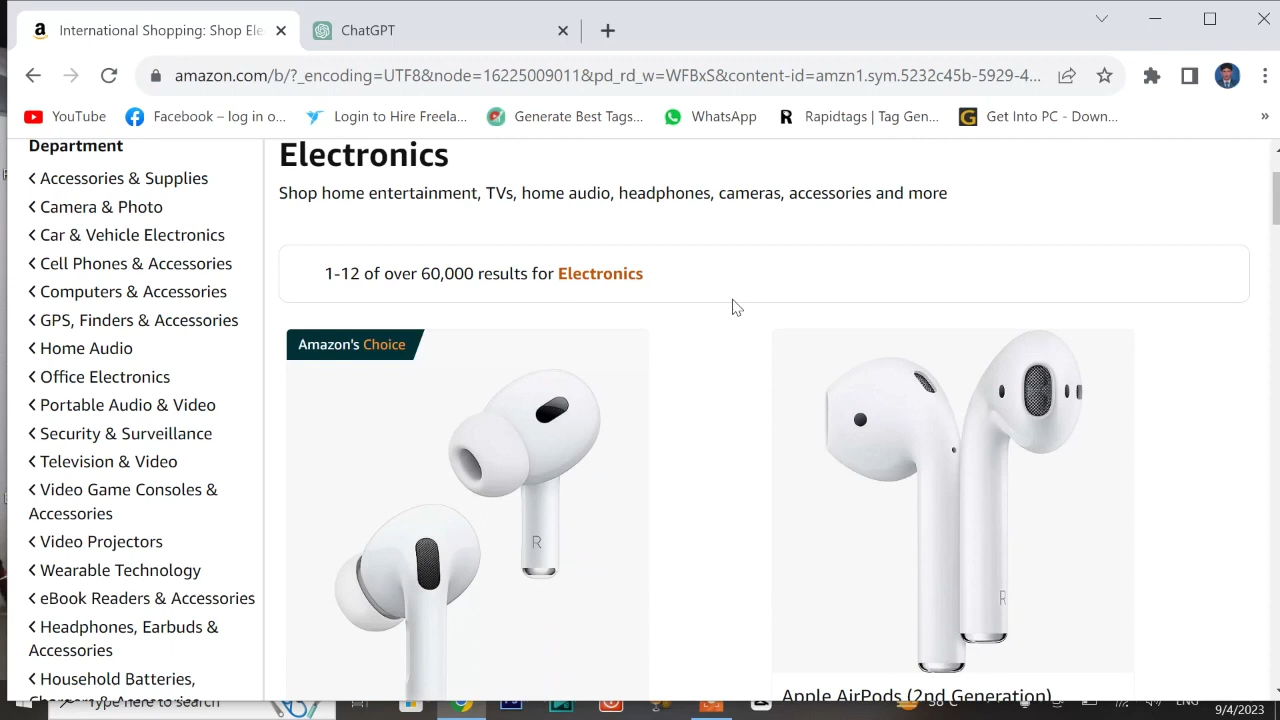 International Shopping: Shop Ele
ChatGPT
amazon.com/b/?_encoding=UTF8&node=16225009011&pd_rd_w=WFBxS&content-id=amzn1.sym.5232c45b-5929-4...
YouTube
Facebook – log in o...
Login to Hire Freela...
Generate Best Tags...
WhatsApp
Rapidtags | Tag Gen...
Get Into PC - Down...
»
Department
Accessories & Supplies
Camera & Photo
Car & Vehicle Electronics
Cell Phones & Accessories
Computers & Accessories
GPS, Finders & Accessories
Home Audio
Office Electronics
Portable Audio & Video
Security & Surveillance
Television & Video
Video Game Consoles &
Accessories
Video Projectors
Wearable Technology
eBook Readers & Accessories
Headphones, Earbuds &
Accessories
Household Batteries,
Electronics
Shop home entertainment, TVs, home audio, headphones, cameras, accessories and more
1-12 of over 60,000 results for Electronics
Amazon's Choice
R
R
Apple AirPods (2nd Generation)
Type here to search
ENG
9/4/2023